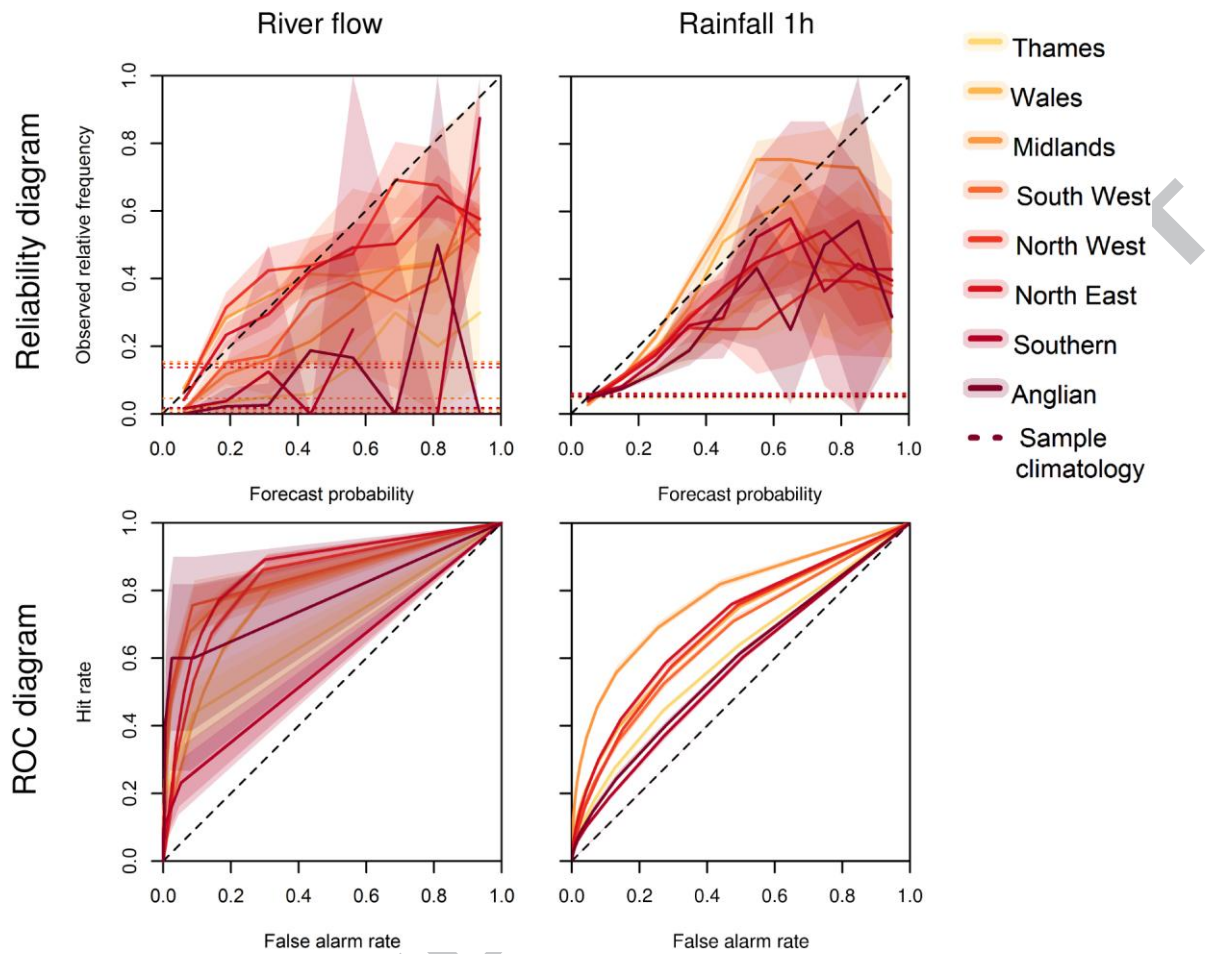 River flow
Rainfall 1h
Reliability diagram
Observed relative frequency
1.0
0.8
0.6
0.4
0.2
0.0
0.0 0.2 0.4 0.6 0.8 1.0
Forecast probability
0.0 0.2 0.4 0.6 0.8 1.0
Forecast probability
Thames
Wales
Midlands
South West
North West
North East
Southern
Anglian
Sample
climatology
ROC diagram
Hit rate
1.0
0.8
0.6
0.4
0.2
0.0
0.0 0.2 0.4 0.6 0.8 1.0
False alarm rate
0.0 0.2 0.4 0.6 0.8 1.0
False alarm rate